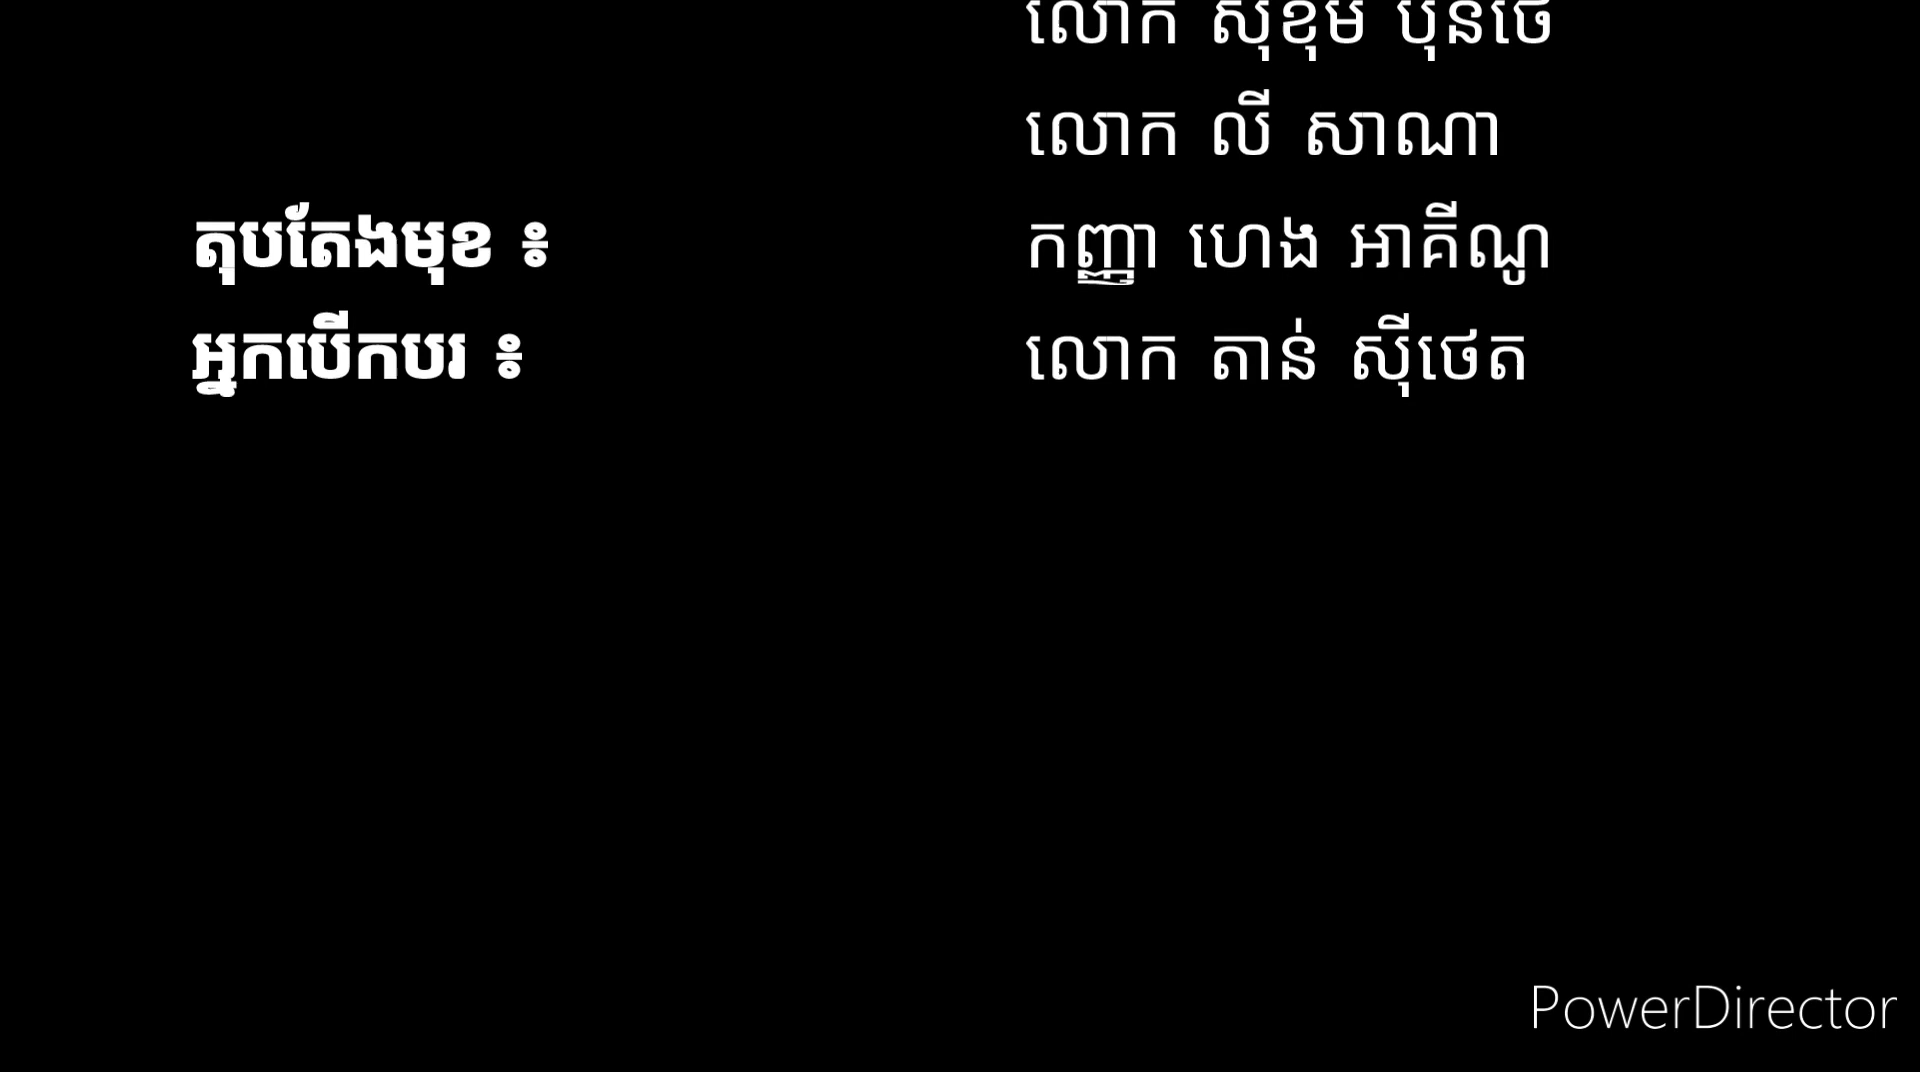 លោក ស៊ុខុម ប៊ុនថេ
លោក លី សាណា
តុបតែងមុខ ៖ កញ្ញា ហេង អាគីណូ
អ្នកបើកបរ ៖ លោក តាន់ ស៊ីថេត
PowerDirector